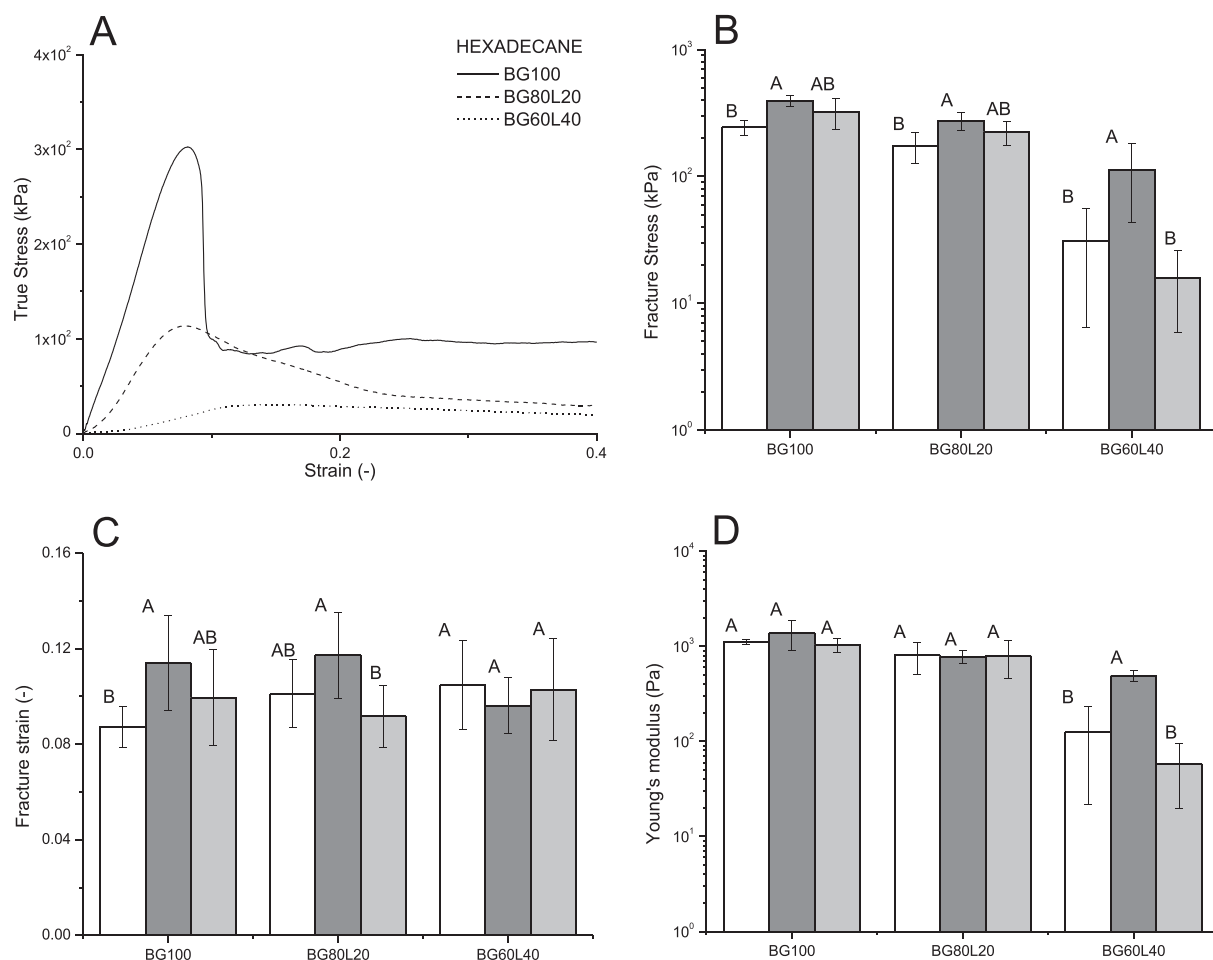 A
HEXADECANE
BG100
BG80L20
BG60L40
4x10²
3x10²
2x10²
1x10²
0
True Stress (kPa)
0.0
0.2
0.4
Strain (-)
B
10³
10²
10¹
10⁰
Fracture Stress (kPa)
B
A
AB
B
A
AB
B
A
B
BG100
BG80L20
BG60L40
C
0.16
0.12
0.08
0.04
0.00
Fracture strain (-)
B
A
AB
AB
A
B
A
A
A
BG100
BG80L20
BG60L40
D
10⁴
10³
10²
10¹
10⁰
Young's modulus (Pa)
A
A
A
A
A
A
B
A
B
BG100
BG80L20
BG60L40